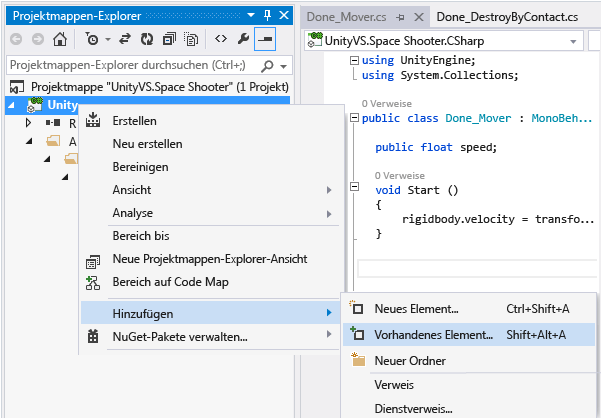 Projektmappen-Explorer
Projektmappen-Explorer durchsuchen (Ctrl+;)
Projektmappe "UnityVS.Space Shooter" (1 Projekt)
Unity
R
A
Erstellen
Neu erstellen
Bereinigen
Ansicht
Analyse
Bereich bis
Neue Projektmappen-Explorer-Ansicht
Bereich auf Code Map
Hinzufügen
NuGet-Pakete verwalten...
Neues Element... Ctrl+Shift+A
Vorhandenes Element... Shift+Alt+A
Neuer Ordner
Verweis
Dienstverweis...
Done_Mover.cs Done_DestroyByContact.cs
UnityVS.Space Shooter.CSharp
using UnityEngine;
using System.Collections;
0 Verweise
public class Done_Mover : MonoBeh...
public float speed;
0 Verweise
void Start ()
{
rigidbody.velocity = transfo...
}